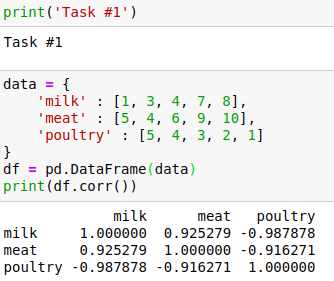 print('Task #1')
Task #1
data = {
    'milk' : [1, 3, 4, 7, 8],
    'meat' : [5, 4, 6, 9, 10],
    'poultry' : [5, 4, 3, 2, 1]
}
df = pd.DataFrame(data)
print(df.corr())
             milk      meat   poultry
milk     1.000000  0.925279 -0.987878
meat     0.925279  1.000000 -0.916271
poultry -0.987878 -0.916271  1.000000